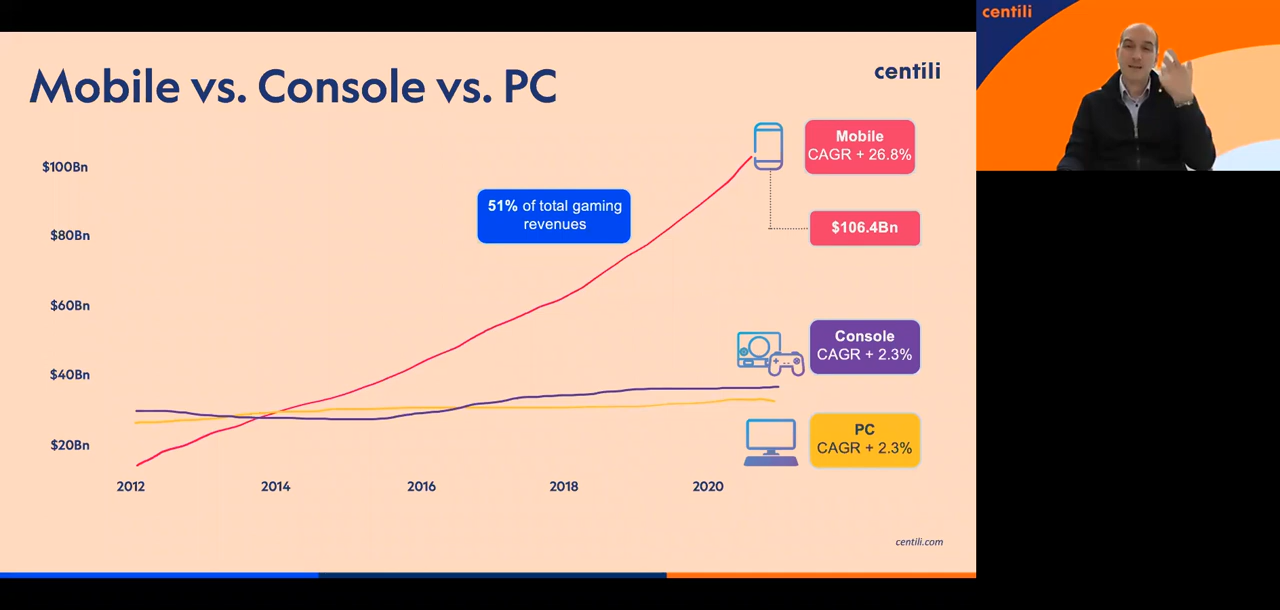 Mobile vs. Console vs. PC
centili
centili
$100Bn
$80Bn
$60Bn
$40Bn
$20Bn
2012
2014
2016
2018
2020
51% of total gaming
revenues
Mobile
CAGR + 26.8%
$106.4Bn
Console
CAGR + 2.3%
PC
CAGR + 2.3%
centili.com